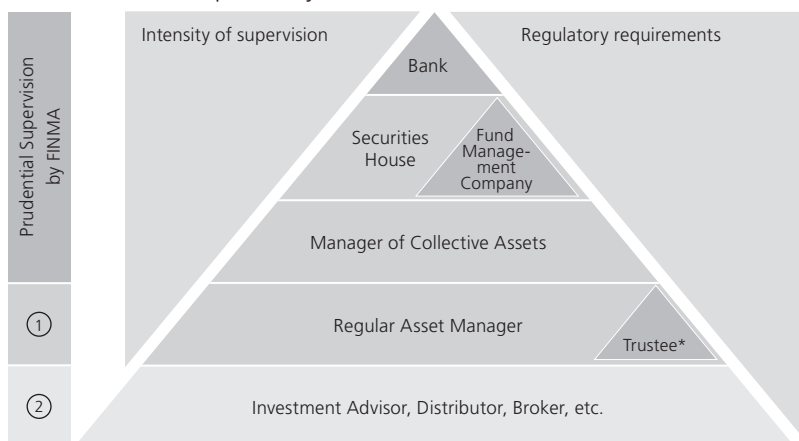 Intensity of supervision
Regulatory requirements
Bank
Prudential Supervision
by FINMA
Securities
House
Fund
Manage-
ment
Company
Manager of Collective Assets
1
Regular Asset Manager
Trustee*
2
Investment Advisor, Distributor, Broker, etc.